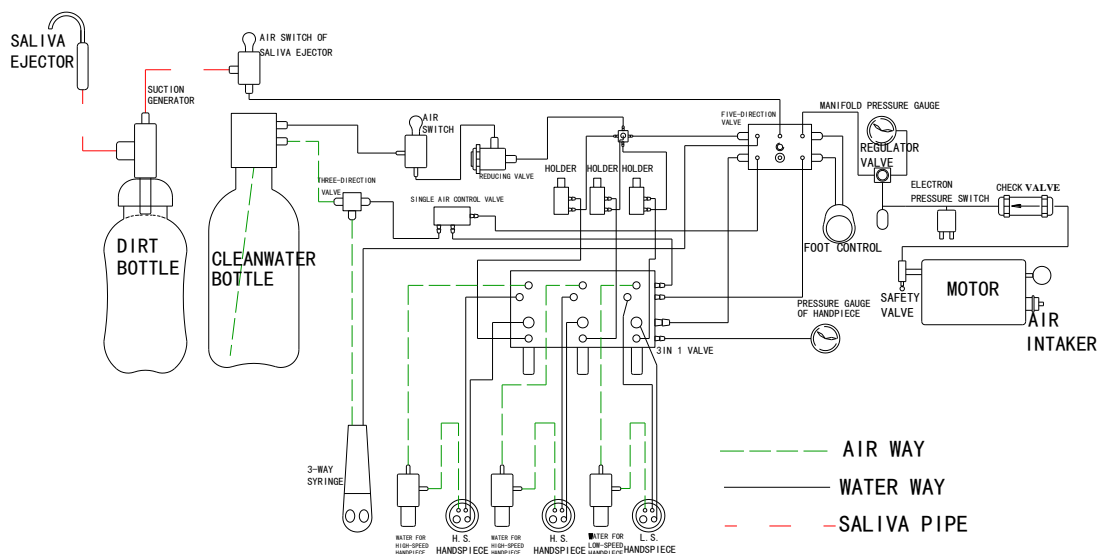 SALIVA
EJECTOR
AIR SWITCH OF
SALIVA EJECTOR
SUCTION
GENERATOR
AIR
SWITCH
REDUCING VALVE
FIVE-DIRECTION
VALVE
MANIFOLD PRESSURE GAUGE
REGULATOR
VALVE
HOLDER
HOLDER
HOLDER
THREE-DIRECTION
VALVE
SINGLE AIR CONTROL VALVE
ELECTRON
PRESSURE SWITCH
CHECK VALVE
FOOT CONTROL
DIRT
BOTTLE
CLEANWATER
BOTTLE
SAFETY
VALVE
MOTOR
AIR
INTAKER
PRESSURE GAUGE
OF HANDPIECE
3IN 1 VALVE
3-WAY
SYRINGE
WATER FOR
HIGH-SPEED
HANDPIECE
H.S.
HANDSPIECE
WATER FOR
HIGH-SPEED
HANDPIECE
H.S.
HANDSPIECE
WATER FOR
LOW-SPEED
HANDPIECE
L.S.
HANDSPIECE
AIR WAY
WATER WAY
SALIVA PIPE